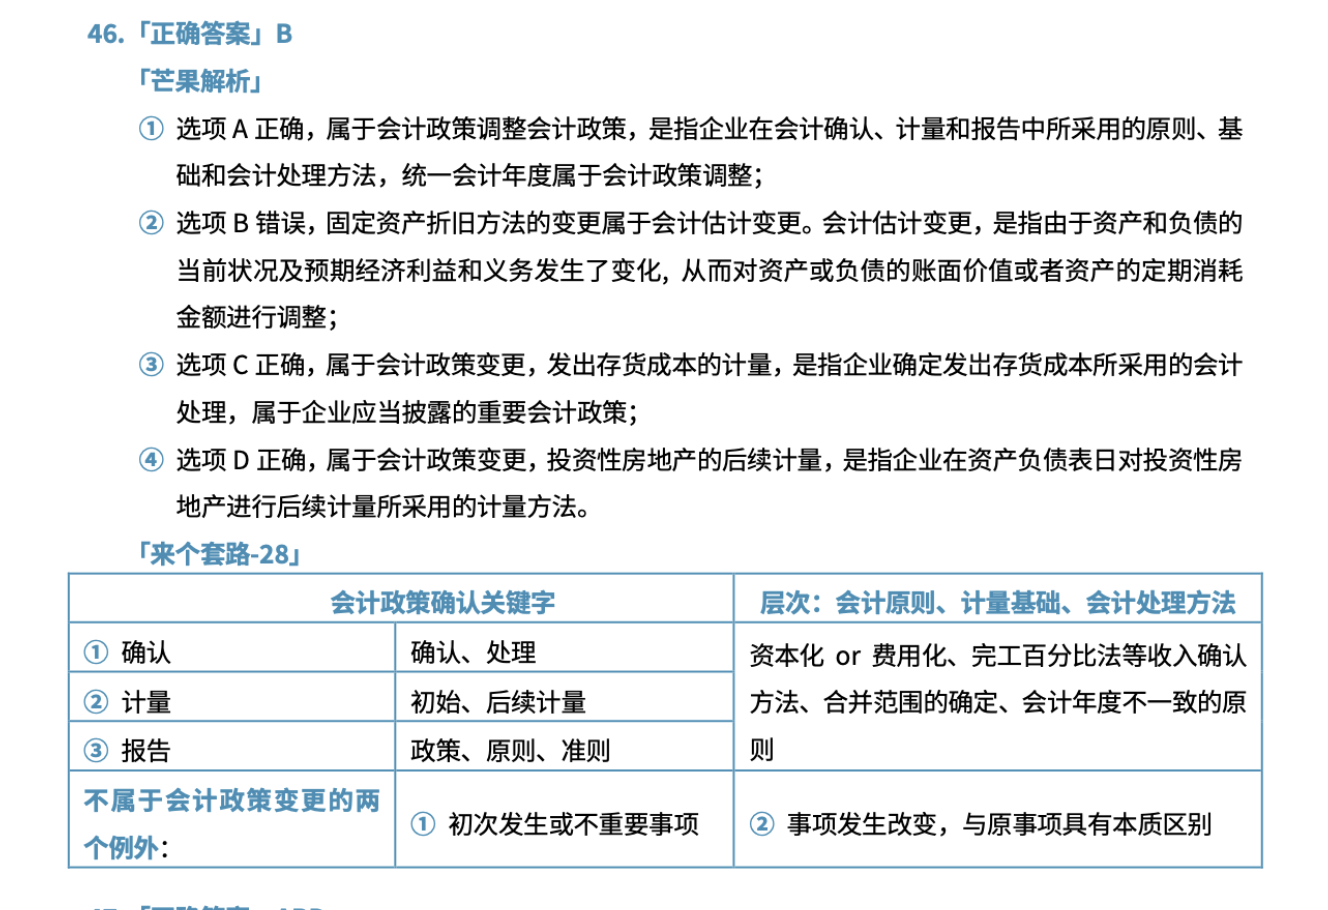 46.「正确答案」B
「芒果解析」
① 选项 A 正确，属于会计政策调整会计政策，是指企业在会计确认、计量和报告中所采用的原则、基
础和会计处理方法，统一会计年度属于会计政策调整；
② 选项 B 错误，固定资产折旧方法的变更属于会计估计变更。会计估计变更，是指由于资产和负债的
当前状况及预期经济利益和义务发生了变化, 从而对资产或负债的账面价值或者资产的定期消耗
金额进行调整；
③ 选项 C 正确，属于会计政策变更，发出存货成本的计量，是指企业确定发出存货成本所采用的会计
处理，属于企业应当披露的重要会计政策；
④ 选项 D 正确，属于会计政策变更，投资性房地产的后续计量，是指企业在资产负债表日对投资性房
地产进行后续计量所采用的计量方法。
「来个套路-28」
会计政策确认关键字
层次：会计原则、计量基础、会计处理方法
① 确认
确认、处理
② 计量
初始、后续计量
③ 报告
政策、原则、准则
资本化 or 费用化、完工百分比法等收入确认
方法、合并范围的确定、会计年度不一致的原
则
不属于会计政策变更的两
个例外：
① 初次发生或不重要事项
② 事项发生改变，与原事项具有本质区别